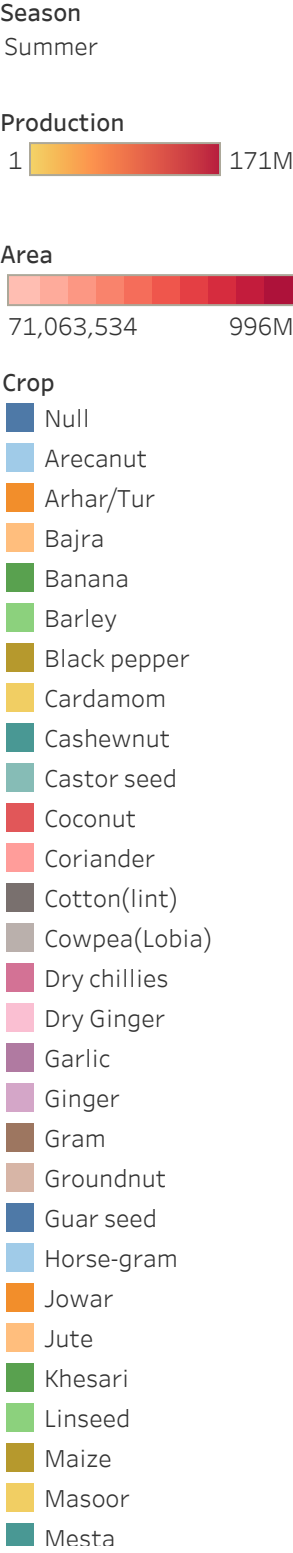 Season
Summer
Production
1 171M
Area
71,063,534 996M
Crop
Null
Arecanut
Arhar/Tur
Bajra
Banana
Barley
Black pepper
Cardamom
Cashewnut
Castor seed
Coconut
Coriander
Cotton(lint)
Cowpea(Lobia)
Dry chillies
Dry Ginger
Garlic
Ginger
Gram
Groundnut
Guar seed
Horse-gram
Jowar
Jute
Khesari
Linseed
Maize
Masoor
Mesta